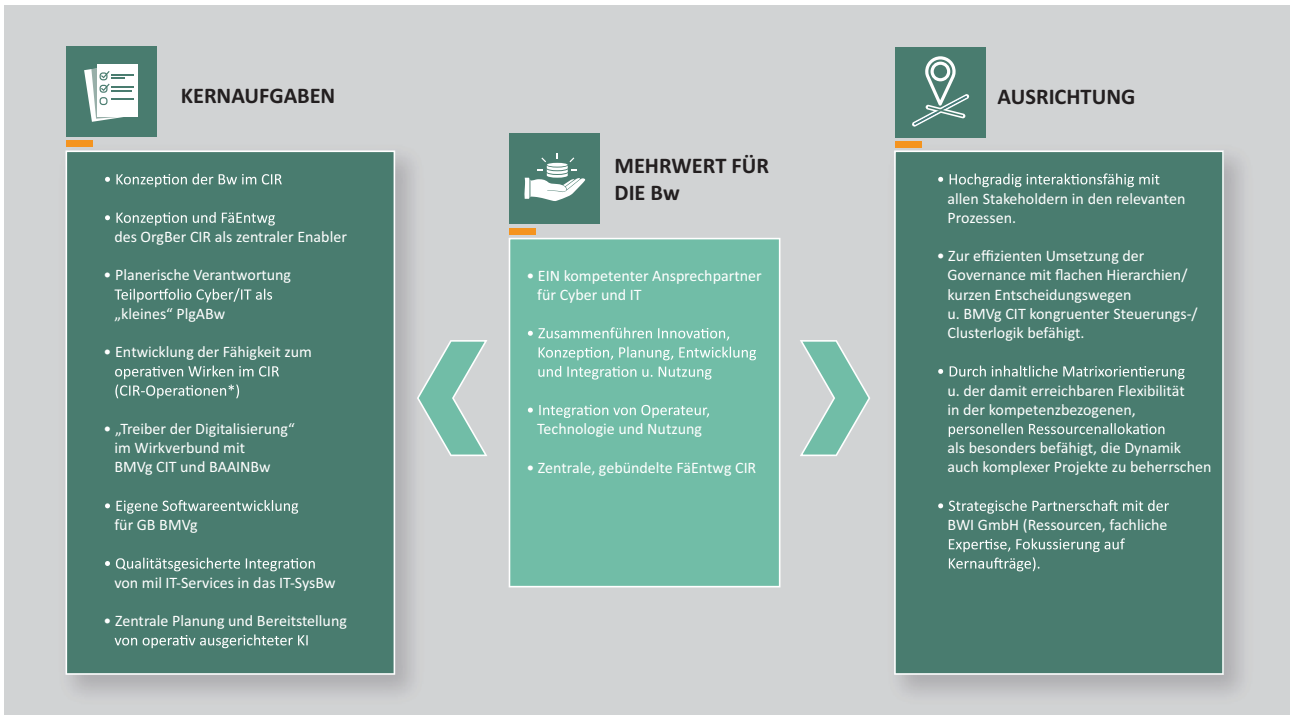 KERNAUFGABEN
• Konzeption der Bw im CIR
• Konzeption und FäEntwg
des OrgBer CIR als zentraler Enabler
• Planerische Verantwortung
Teilportfolio Cyber/IT als
„kleines“ PlgABw
• Entwicklung der Fähigkeit zum
operativen Wirken im CIR
(CIR-Operationen*)
• „Treiber der Digitalisierung“
im Wirkverbund mit
BMVg CIT und BAAINBw
• Eigene Softwareentwicklung
für GB BMVg
• Qualitätsgesicherte Integration
von mil IT-Services in das IT-SysBw
• Zentrale Planung und Bereitstellung
von operativ ausgerichteter KI
MEHRWERT FÜR
DIE Bw
• EIN kompetenter Ansprechpartner
für Cyber und IT
• Zusammenführen Innovation,
Konzeption, Planung, Entwicklung
und Integration u. Nutzung
• Integration von Operateur,
Technologie und Nutzung
• Zentrale, gebündelte FäEntwg CIR
AUSRICHTUNG
• Hochgradig interaktionsfähig mit
allen Stakeholdern in den relevanten
Prozessen.
• Zur effizienten Umsetzung der
Governance mit flachen Hierarchien/
kurzen Entscheidungswegen
u. BMVg CIT kongruenter Steuerungs-/
Clusterlogik befähigt.
• Durch inhaltliche Matrixorientierung
u. der damit erreichbaren Flexibilität
in der kompetenzbezogenen,
personellen Ressourcenallokation
als besonders befähigt, die Dynamik
auch komplexer Projekte zu beherrschen
• Strategische Partnerschaft mit der
BWI GmbH (Ressourcen, fachliche
Expertise, Fokussierung auf
Kernaufträge).